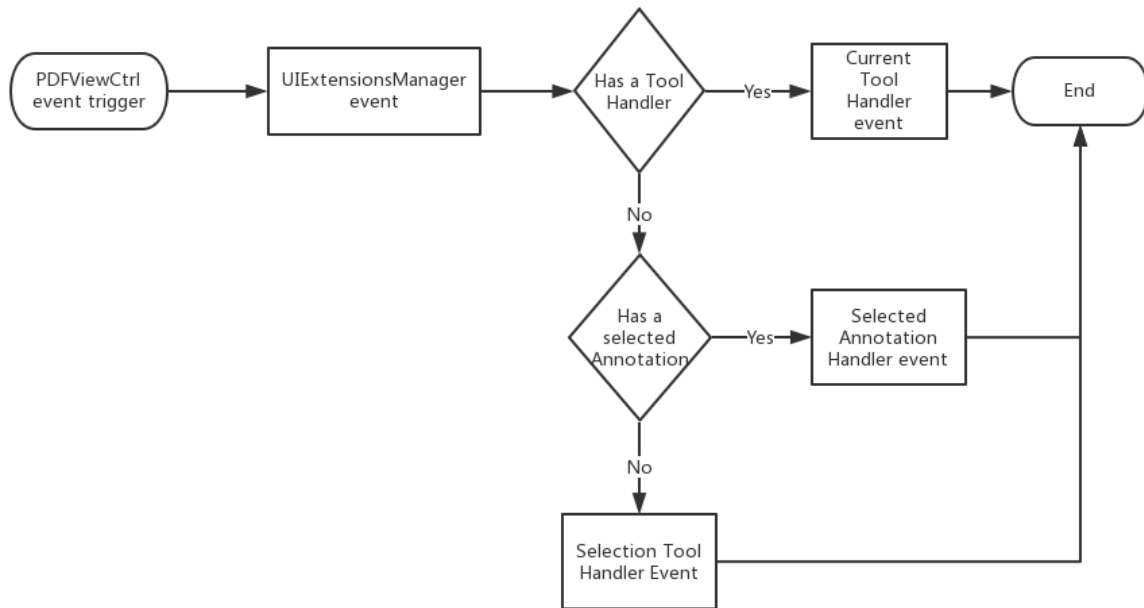 PDFViewCtrl
event trigger
UIExtensionsManager
event
Has a Tool
Handler
Yes
Current
Tool
Handler
event
End
No
Has a
selected
Annotation
Yes
Selected
Annotation
Handler event
No
Selection Tool
Handler Event